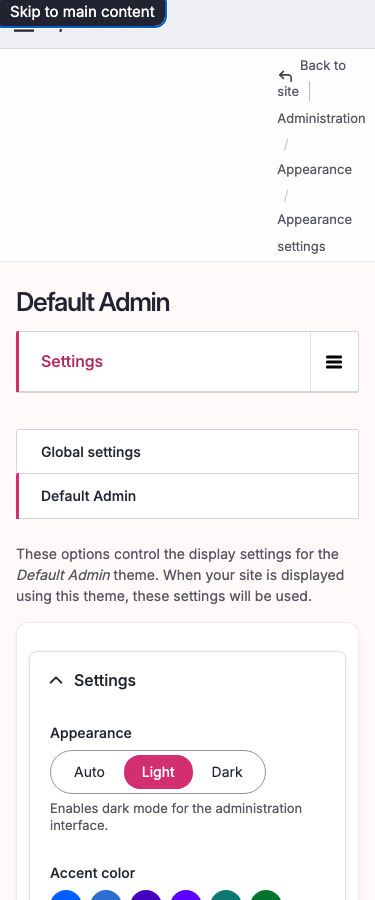 Skip to main content
Back to
site
Administration
/
Appearance
/
Appearance
settings
Default Admin
Settings
Global settings
Default Admin
These options control the display settings for the
Default Admin theme. When your site is displayed
using this theme, these settings will be used.
Settings
Appearance
Auto Light Dark
Enables dark mode for the administration
interface.
Accent color